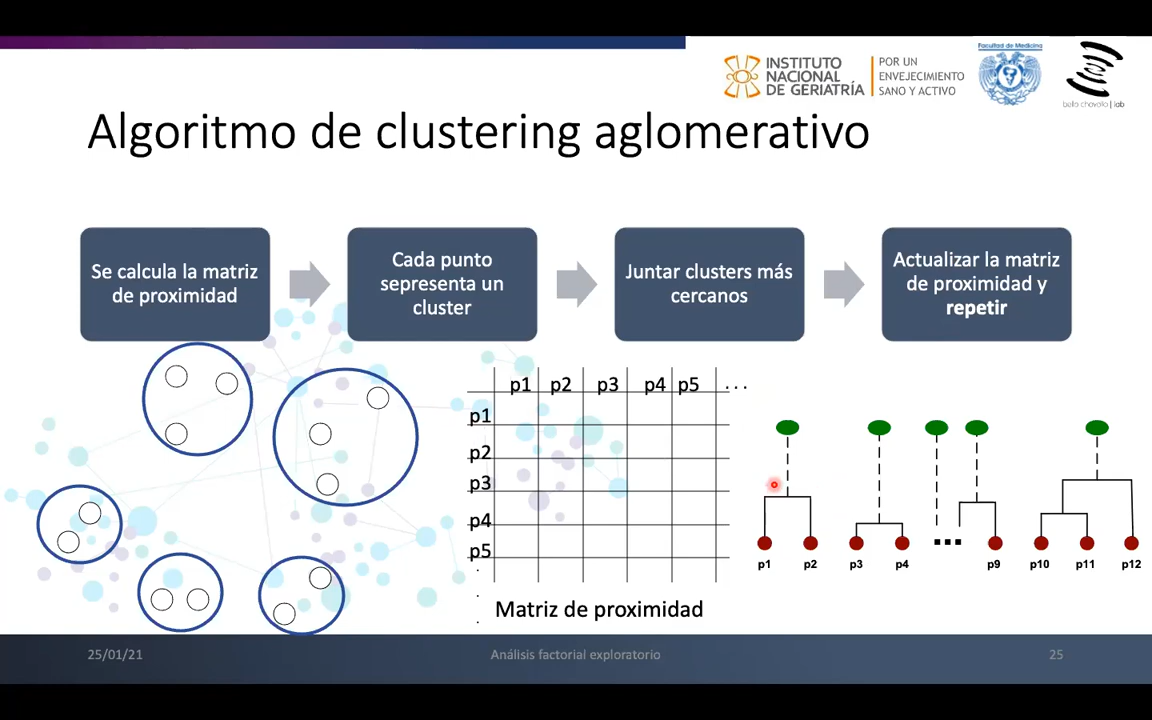 INSTITUTO
NACIONAL
DE GERIATRÍA
POR UN
ENVEJECIMIENTO
SANO Y ACTIVO
Facultad de Medicina
bello chavolla | lab
Algoritmo de clustering aglomerativo
Se calcula la matriz
de proximidad
Cada punto
sepresenta un
cluster
Juntar clusters más
cercanos
Actualizar la matriz
de proximidad y
repetir
p1 p2 p3 p4 p5 ...
p1
p2
p3
p4
p5
.
.
Matriz de proximidad
...
p1 p2 p3 p4 p9 p10 p11 p12
25/01/21
Análisis factorial exploratorio
25